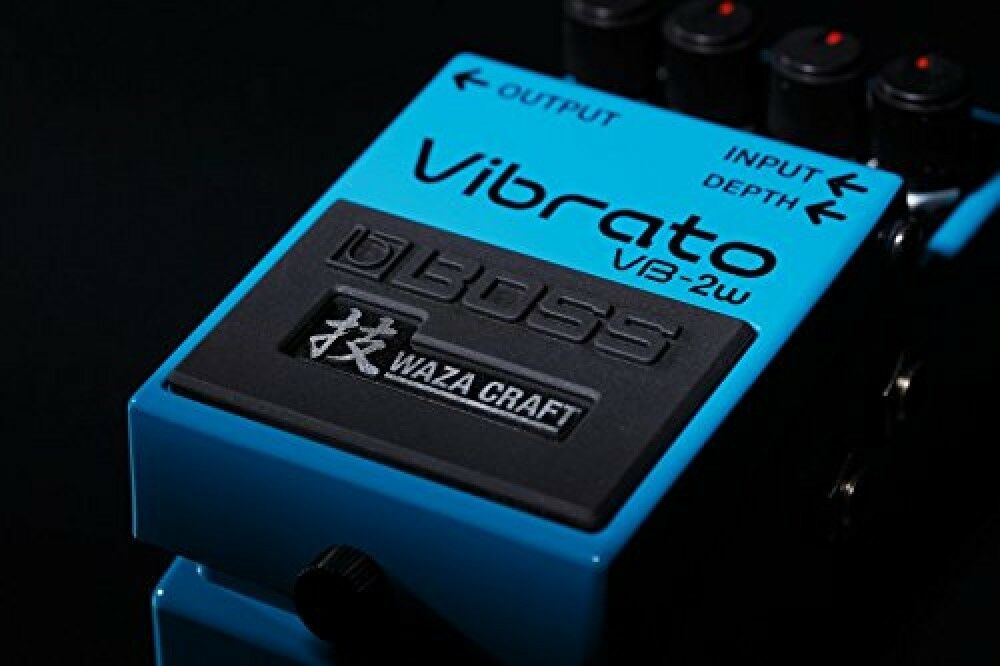 OUTPUT
INPUT
DEPTH
Vibrato
VB-2w
BOSS
技 WAZA CRAFT